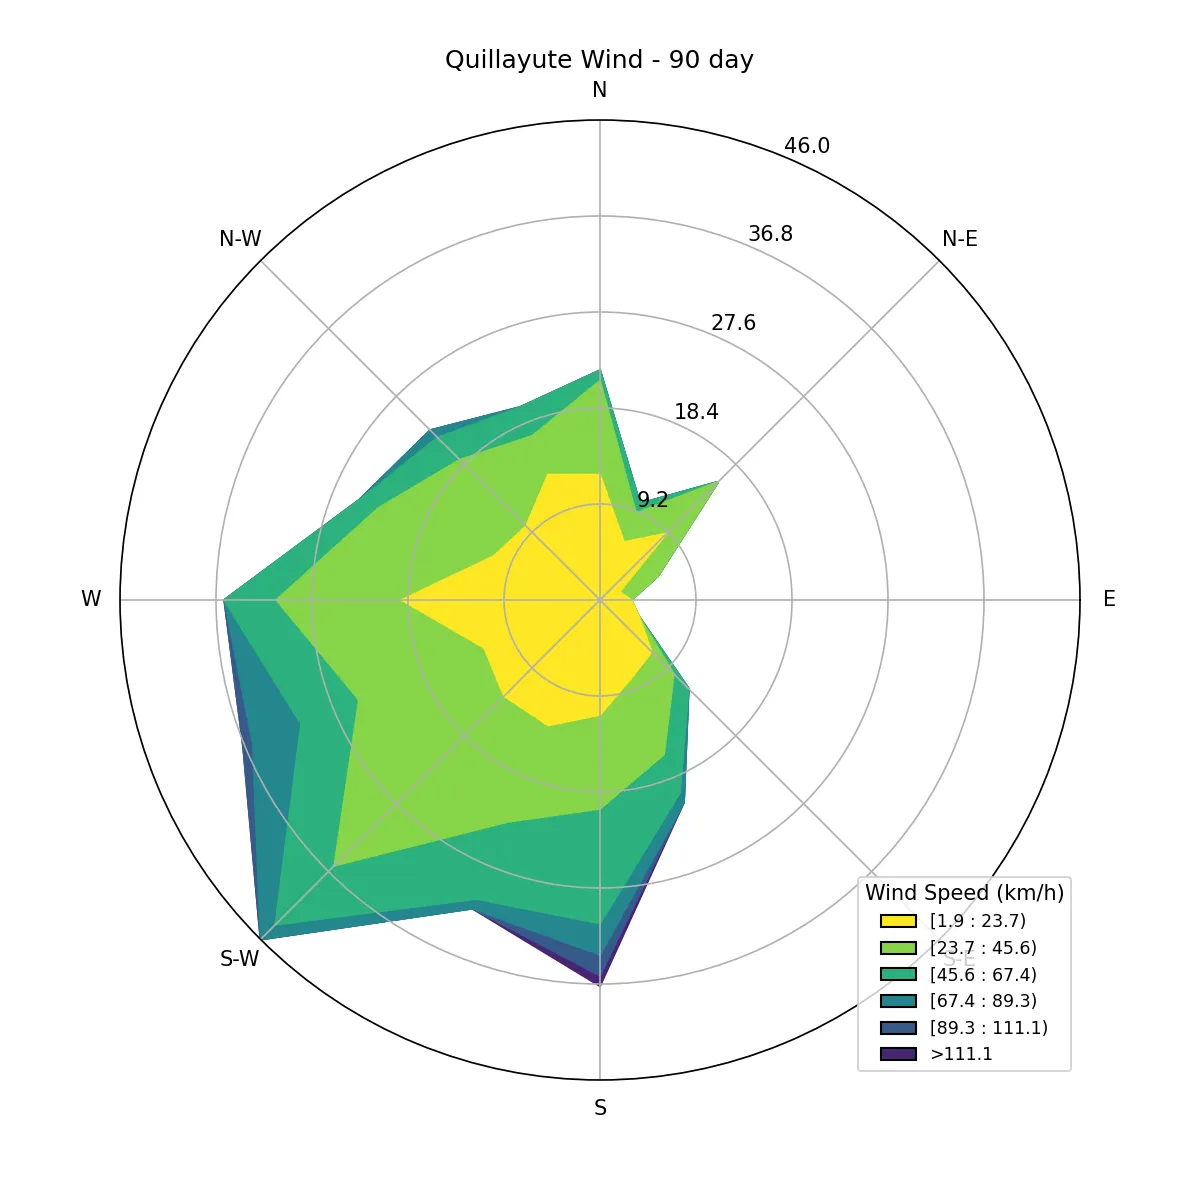 Quillayute Wind - 90 day
N
46.0
N-W
36.8
N-E
27.6
18.4
9.2
W
E
S-W
S-E
S
Wind Speed (km/h)
[1.9 : 23.7)
[23.7 : 45.6)
[45.6 : 67.4)
[67.4 : 89.3)
[89.3 : 111.1)
>111.1